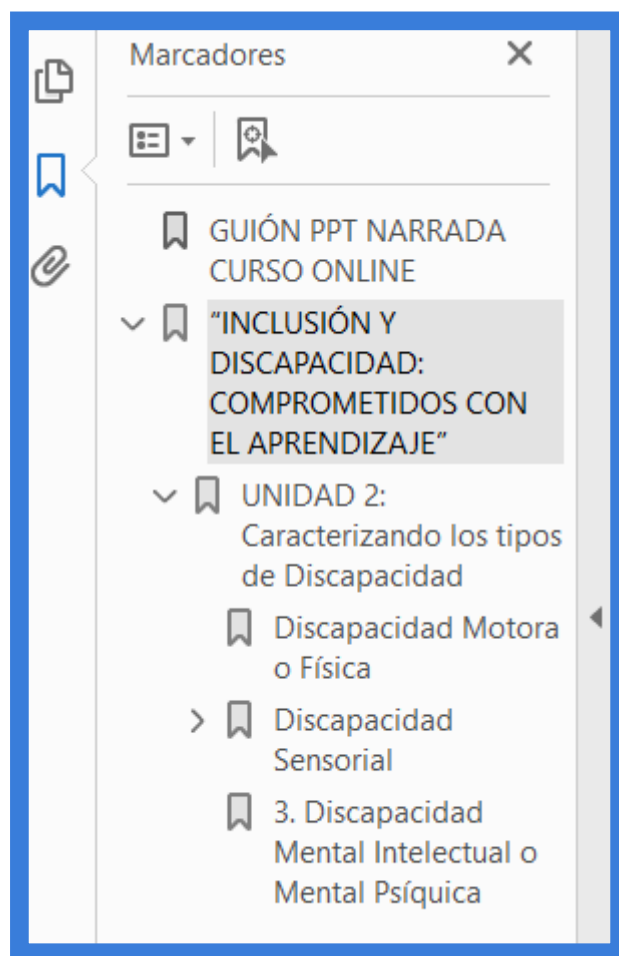 Marcadores
GUIÓN PPT NARRADA
CURSO ONLINE
“INCLUSIÓN Y
DISCAPACIDAD:
COMPROMETIDOS CON
EL APRENDIZAJE”
UNIDAD 2:
Caracterizando los tipos
de Discapacidad
Discapacidad Motora
o Física
Discapacidad
Sensorial
3. Discapacidad
Mental Intelectual o
Mental Psíquica